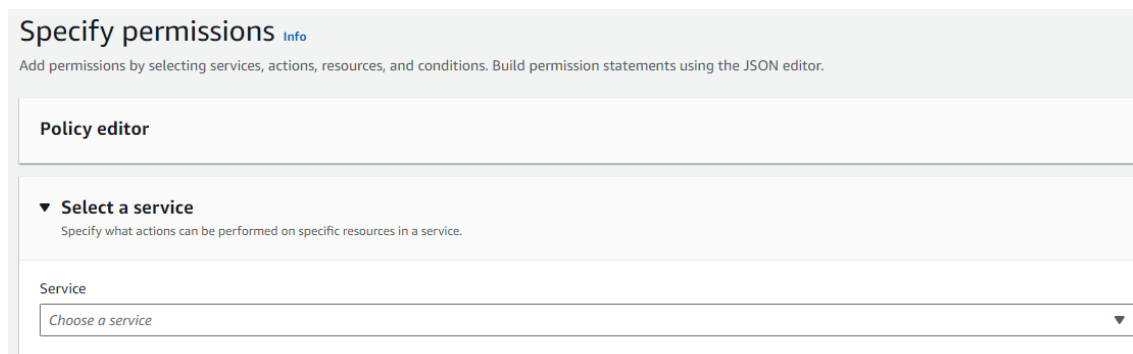 Specify permissions Info
Add permissions by selecting services, actions, resources, and conditions. Build permission statements using the JSON editor.
Policy editor
Select a service
Specify what actions can be performed on specific resources in a service.
Service
Choose a service